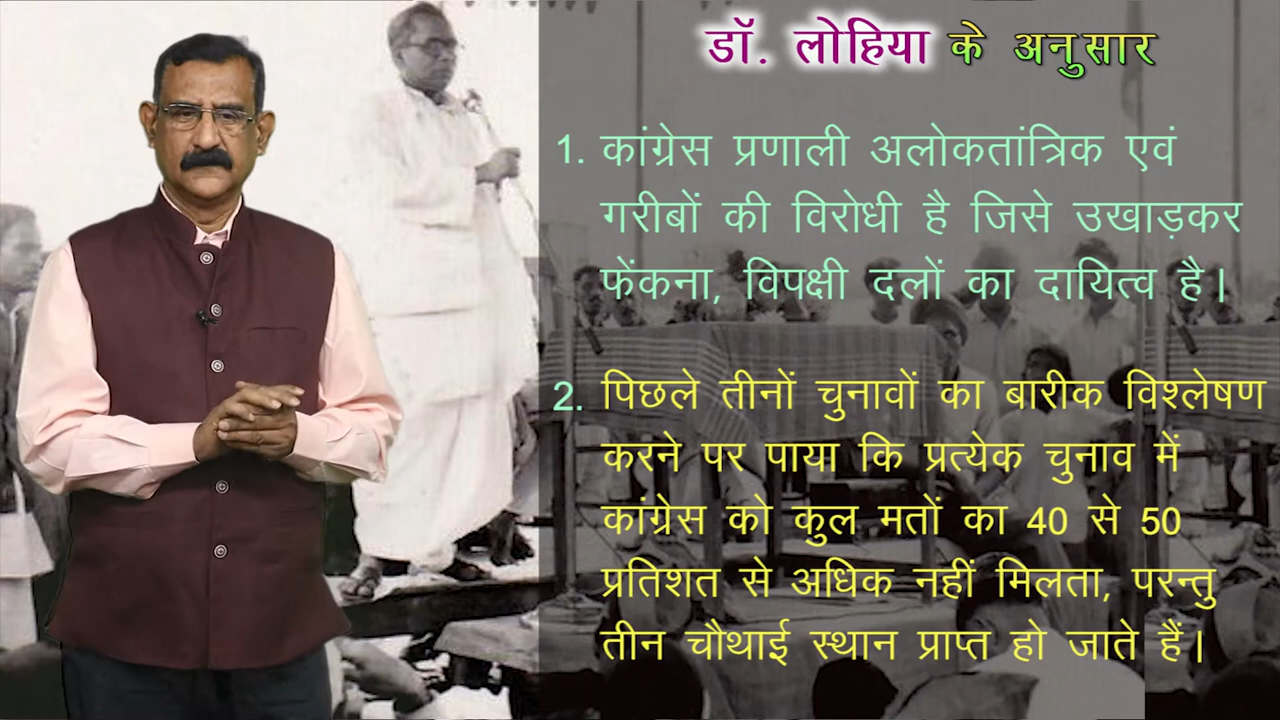 डॉ. लोहिया के अनुसार
1. कांग्रेस प्रणाली अलोकतांत्रिक एवं
गरीबों की विरोधी है जिसे उखाड़कर
फेंकना, विपक्षी दलों का दायित्व है।
2. पिछले तीनों चुनावों का बारीक विश्लेषण
करने पर पाया कि प्रत्येक चुनाव में
कांग्रेस को कुल मतों का 40 से 50
प्रतिशत से अधिक नहीं मिलता, परन्तु
तीन चौथाई स्थान प्राप्त हो जाते हैं।